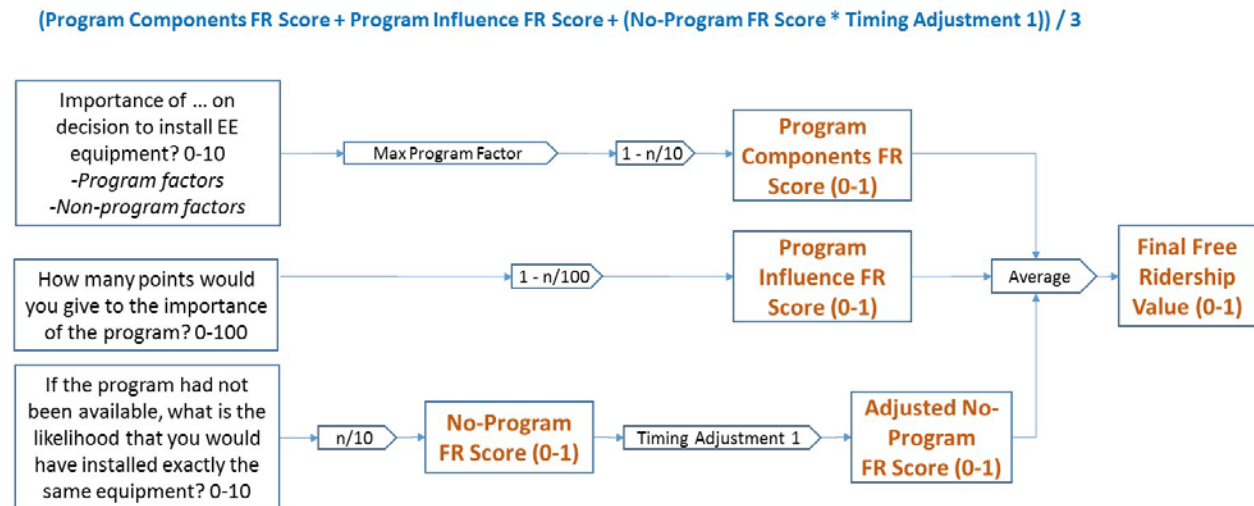 (Program Components FR Score + Program Influence FR Score + (No-Program FR Score * Timing Adjustment 1)) / 3
Importance of ... on
decision to install EE
equipment? 0-10
-Program factors
-Non-program factors
Max Program Factor
1 - n/10
Program
Components FR
Score (0-1)
How many points would
you give to the importance
of the program? 0-100
1 - n/100
Program
Influence FR
Score (0-1)
Average
Final Free
Ridership
Value (0-1)
If the program had not
been available, what is the
likelihood that you would
have installed exactly the
same equipment? 0-10
n/10
No-Program
FR Score (0-1)
Timing Adjustment 1
Adjusted No-
Program
FR Score (0-1)